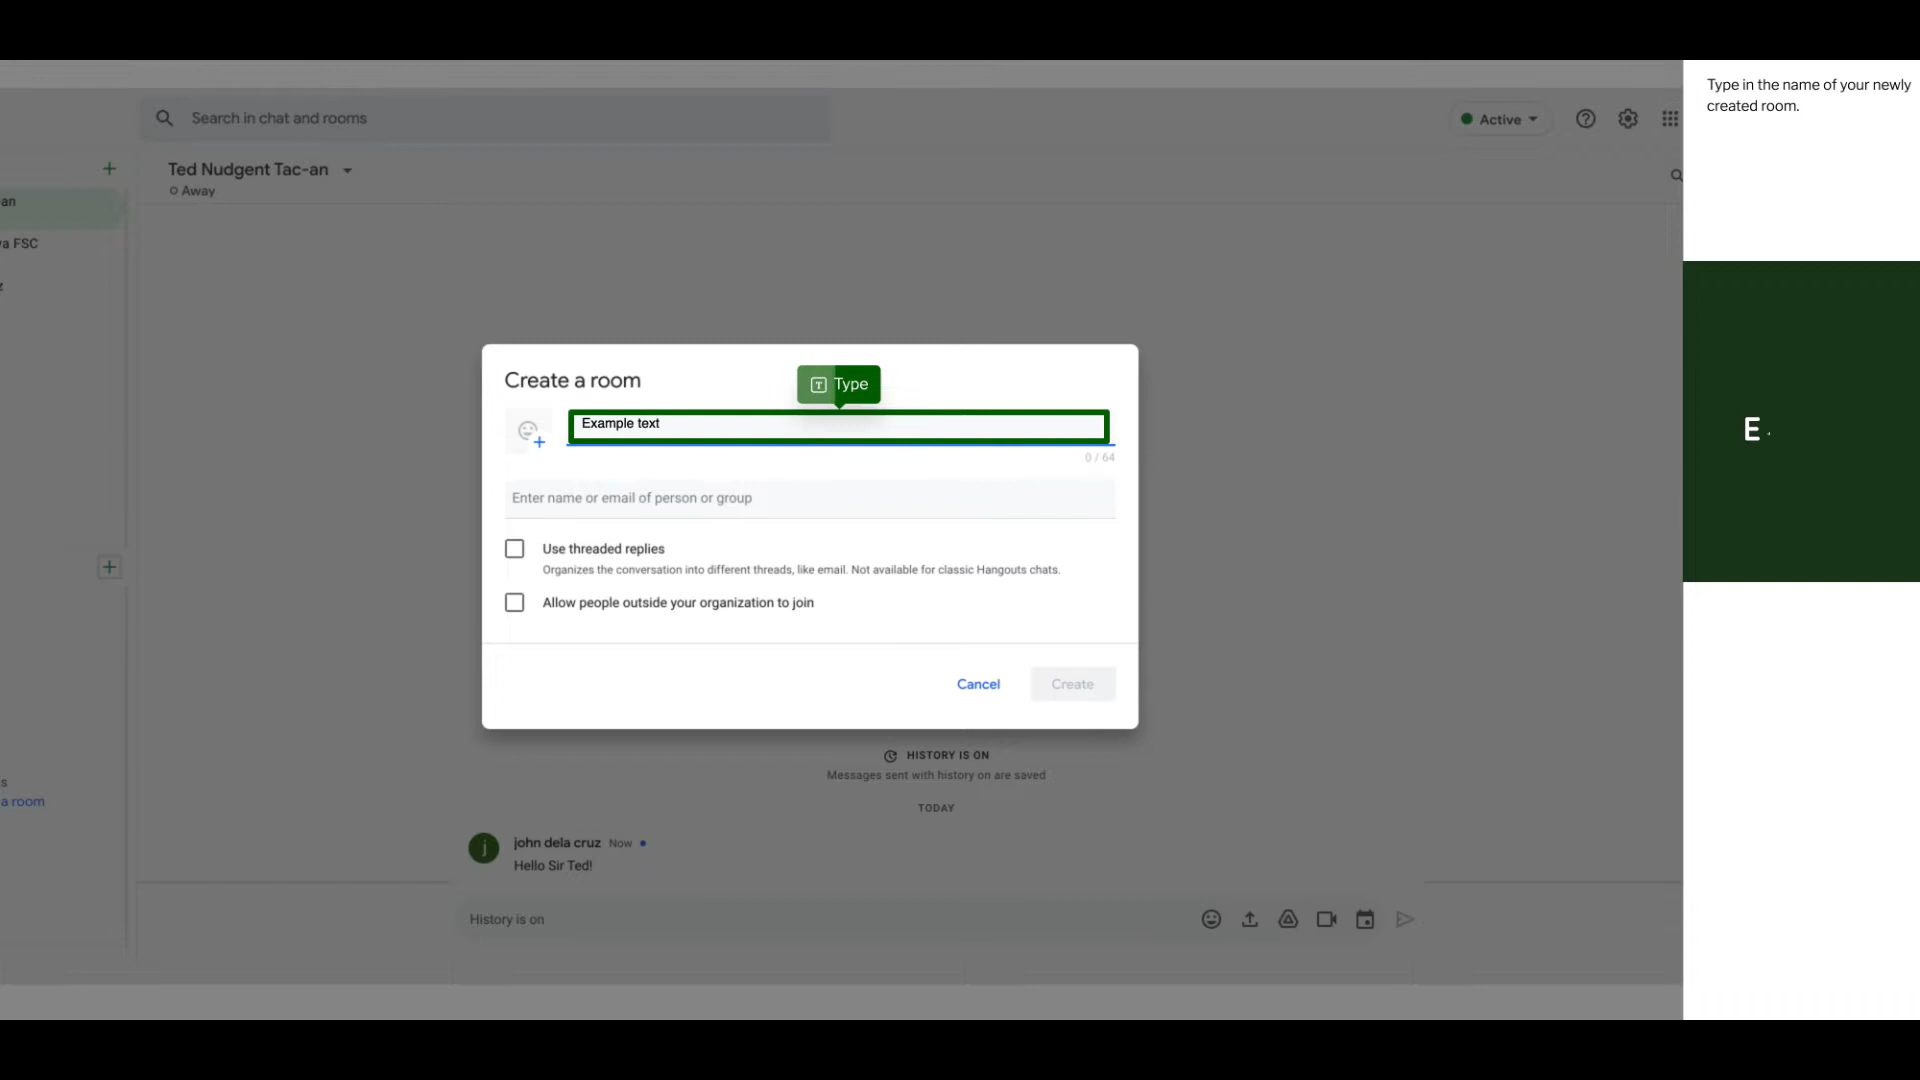 Type in the name of your newly
created room.
Search in chat and rooms
Active
Ted Nudgent Tac-an
Away
an
va FSC
z
Create a room
Type
Example text
0 / 64
Enter name or email of person or group
Use threaded replies
Organizes the conversation into different threads, like email. Not available for classic Hangouts chats.
Allow people outside your organization to join
Cancel
Create
HISTORY IS ON
Messages sent with history on are saved
TODAY
s
a room
j
john dela cruz Now
Hello Sir Ted!
History is on
E